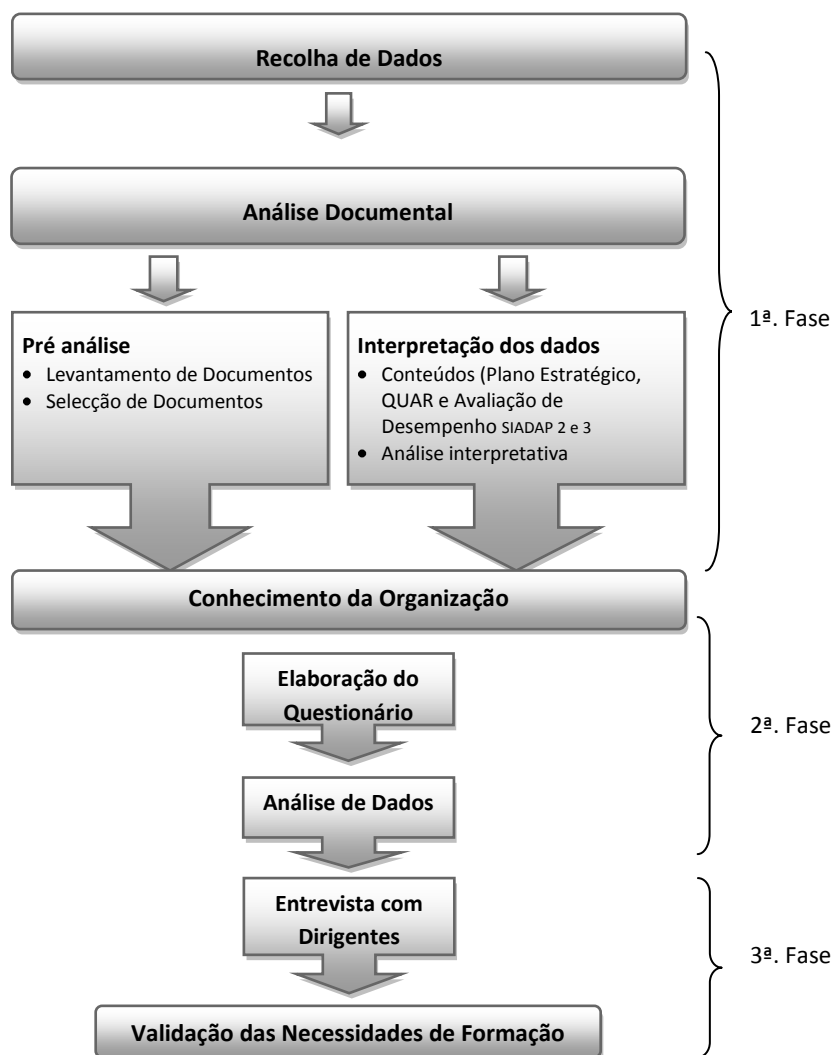 Recolha de Dados
Análise Documental
Pré análise
• Levantamento de Documentos
• Selecção de Documentos
Interpretação dos dados
• Conteúdos (Plano Estratégico,
QUAR e Avaliação de
Desempenho SIADAP 2 e 3
• Análise interpretativa
1ª. Fase
Conhecimento da Organização
Elaboração do
Questionário
Análise de Dados
2ª. Fase
Entrevista com
Dirigentes
Validação das Necessidades de Formação
3ª. Fase